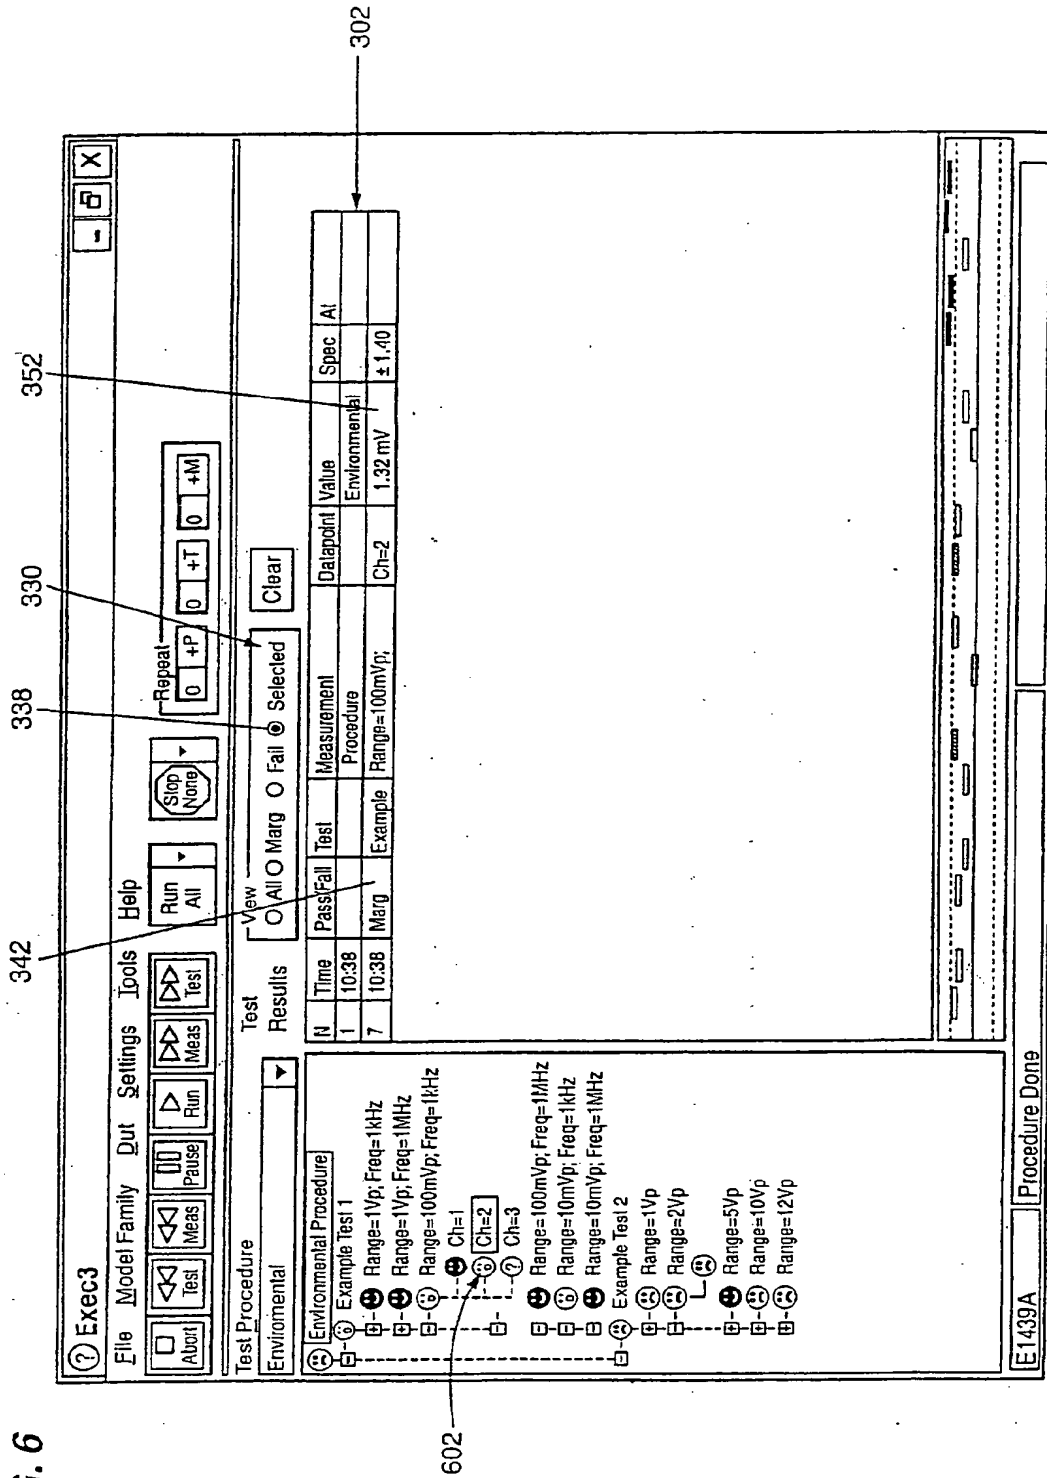 342
338
330
352
Exec3
File Model Family Dut Settings Tools Help
Abort
Test
Meas
Pause
Run
Meas
Test
Run All
Stop None
Repeat
0 +P 0 +T 0 +M
Test Procedure
Enviromental
Test Results
View
All Marg Fail Selected
Clear
302
N Time Pass/Fail Test Measurement Datapoint Value Spec At
1 10:38 Procedure Environmental
7 10:38 Marg Example Range=100mVp; Ch=2 1.32 mV ±1.40
Enviromental Procedure
Example Test 1
Range=1Vp; Freq=1kHz
Range=1Vp; Freq=1MHz
Range=100mVp; Freq=1kHz
Ch=1
Ch=2
Ch=3
602
Range=100mVp; Freq=1MHz
Range=10mVp; Freq=1kHz
Range=10mVp; Freq=1MHz
Example Test 2
Range=1Vp
Range=2Vp
Range=5Vp
Range=10Vp
Range=12Vp
E1439A
Procedure Done
. 6